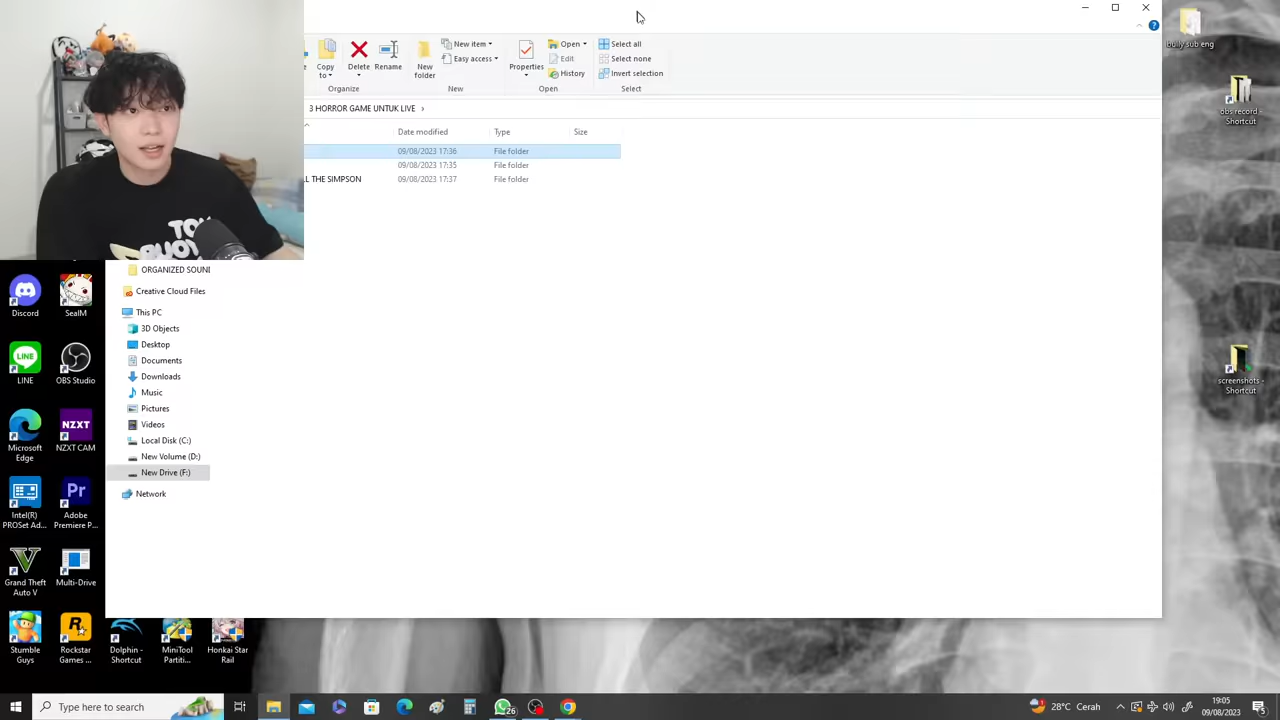 Copy
to
Delete
Rename
Organize
New
folder
New item
Easy access
New
Properties
Open
Edit
History
Open
Select all
Select none
Invert selection
Select
3 HORROR GAME UNTUK LIVE
Date modified
Type
Size
09/08/2023 17:36
File folder
09/08/2023 17:35
File folder
L THE SIMPSON
09/08/2023 17:37
File folder
ORGANIZED SOUN
Creative Cloud Files
This PC
3D Objects
Desktop
Documents
Downloads
Music
Pictures
Videos
Local Disk (C:)
New Volume (D:)
New Drive (F:)
Network
bully sub eng
obs record -
Shortcut
screenshots -
Shortcut
Discord
SealM
LINE
OBS Studio
Microsoft
Edge
NZXT
NZXT CAM
Intel(R)
PROSet Ad...
Pr
Adobe
Premiere P...
Grand Theft
Auto V
Multi-Drive
Stumble
Guys
Rockstar
Games ...
Dolphin -
Shortcut
MiniTool
Partiti...
Honkai Star
Rail
Type here to search
26
28°C Cerah
19:05
09/08/2023
5